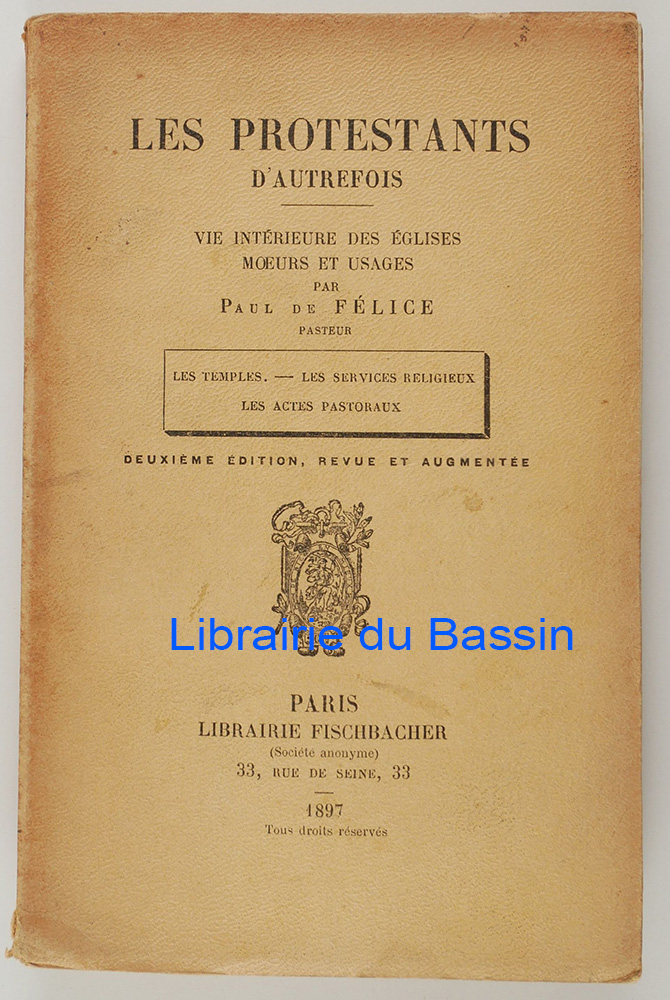 LES PROTESTANTS
D'AUTREFOIS
VIE INTÉRIEURE DES ÉGLISES
MŒURS ET USAGES
PAR
PAUL DE FÉLICE
PASTEUR
LES TEMPLES. — LES SERVICES RELIGIEUX
LES ACTES PASTORAUX
DEUXIÈME ÉDITION, REVUE ET AUGMENTÉE
Librairie du Bassin
PARIS
LIBRAIRIE FISCHBACHER
(Société anonyme)
33, RUE DE SEINE, 33
1897
Tous droits réservés